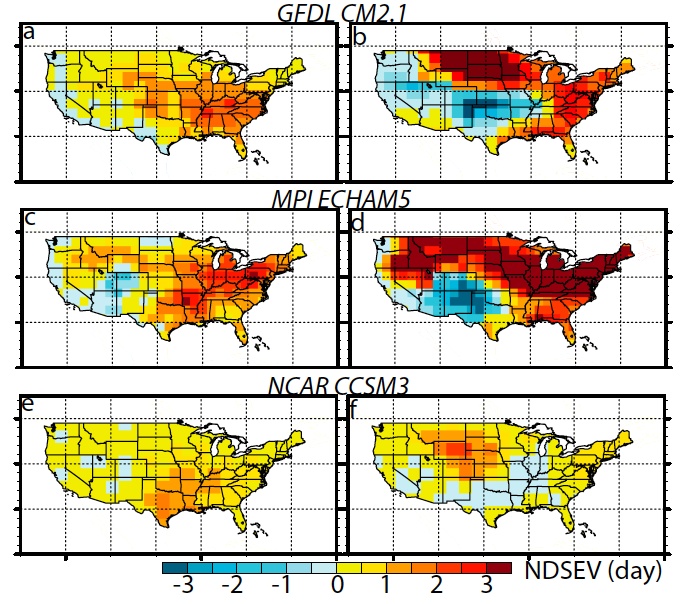 GFDL CM2.1
a
b
MPI ECHAM5
c
d
NCAR CCSM3
e
f
-3 -2 -1 0 1 2 3 NDSEV (day)